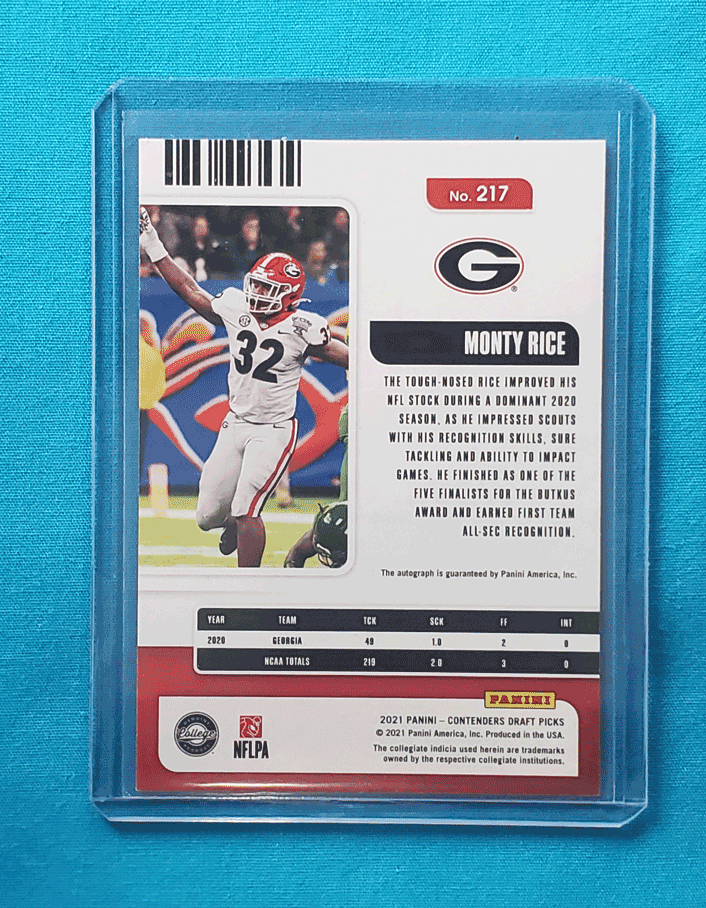 No. 217
G
®
MONTY RICE
32
32
THE TOUGH-NOSED RICE IMPROVED HIS
NFL STOCK DURING A DOMINANT 2020
SEASON, AS HE IMPRESSED SCOUTS
WITH HIS RECOGNITION SKILLS, SURE
TACKLING AND ABILITY TO IMPACT
GAMES. HE FINISHED AS ONE OF THE
FIVE FINALISTS FOR THE BUTKUS
AWARD AND EARNED FIRST TEAM
ALL-SEC RECOGNITION.
The autograph is guaranteed by Panini America, Inc.
YEAR TEAM TCK SCK FF INT
2020 GEORGIA 49 1.0 2 0
NCAA TOTALS 219 2.0 3 0
PANINI
College
NFLPA
2021 PANINI – CONTENDERS DRAFT PICKS
© 2021 Panini America, Inc. Produced in the USA.
The collegiate indicia used herein are trademarks
owned by the respective collegiate institutions.